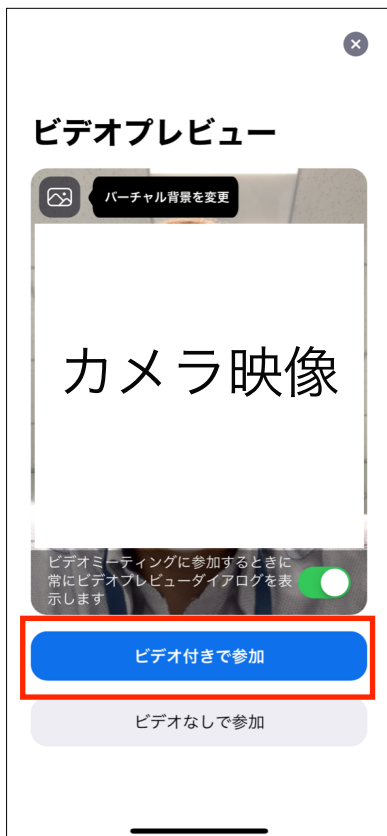 ビデオプレビュー
バーチャル背景を変更
カメラ映像
ビデオミーティングに参加するときに
常にビデオプレビューダイアログを表
示します
ビデオ付きで参加
ビデオなしで参加